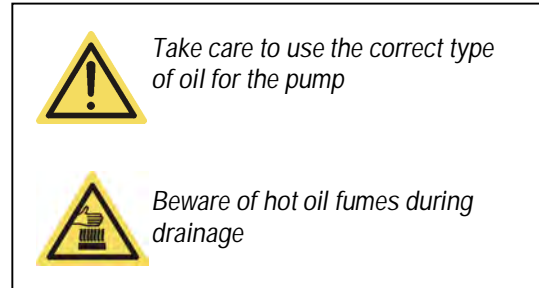 Take care to use the correct type
of oil for the pump
Beware of hot oil fumes during
drainage